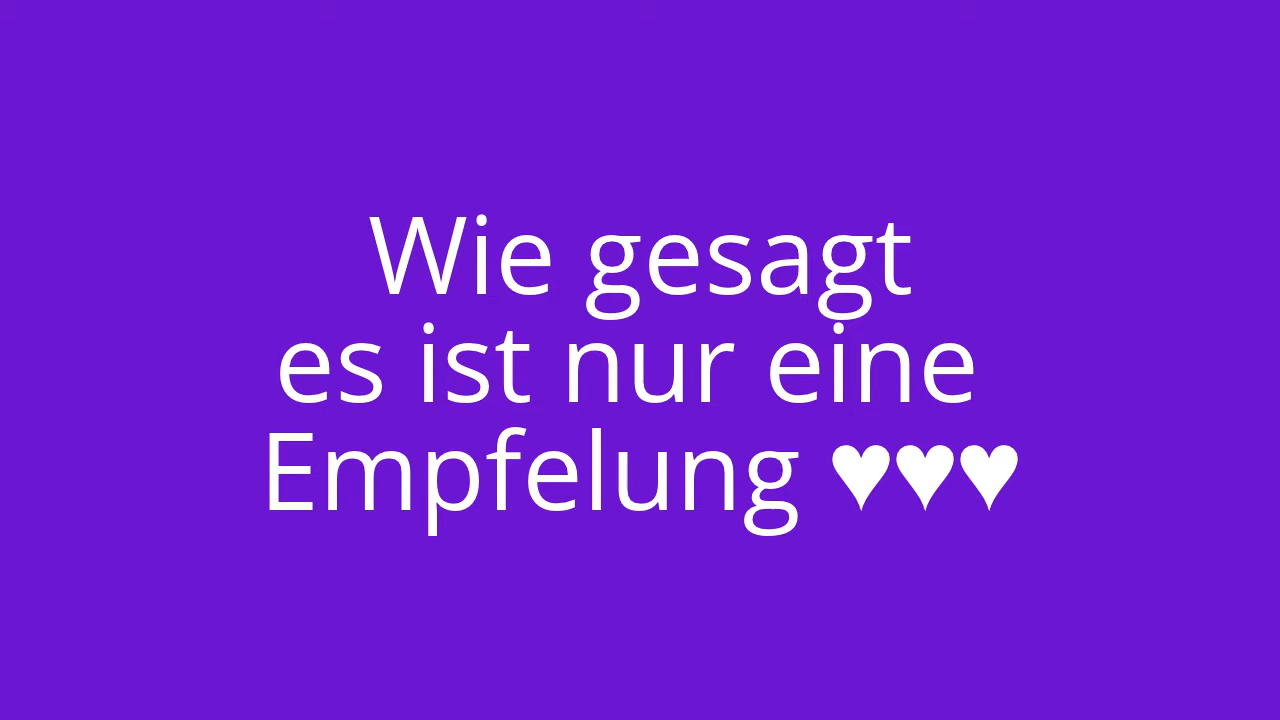 Wie gesagt
es ist nur eine
Empfelung ♥♥♥